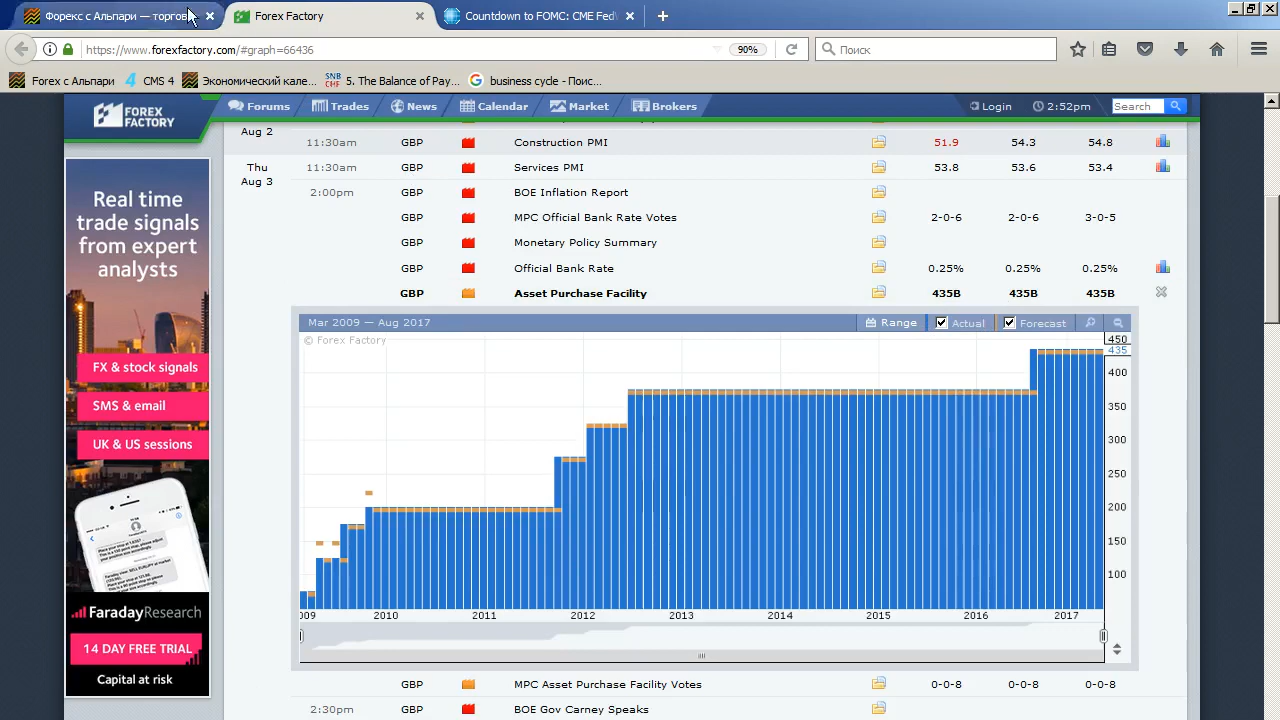 Форекс с Альпари — торгов
Forex Factory
Countdown to FOMC: CME Fed
https://www.forexfactory.com/#graph=66436
90%
Поиск
Forex с Альпари
CMS 4
Экономический кале...
SNB CMF 5. The Balance of Pay...
business cycle - Поис...
FOREX FACTORY
Forums
Trades
News
Calendar
Market
Brokers
Login
2:52pm
Search
Aug 2
11:30am GBP Construction PMI 51.9 54.3 54.8
Thu Aug 3
11:30am GBP Services PMI 53.8 53.6 53.4
2:00pm GBP BOE Inflation Report
GBP MPC Official Bank Rate Votes 2-0-6 2-0-6 3-0-5
GBP Monetary Policy Summary
GBP Official Bank Rate 0.25% 0.25% 0.25%
GBP Asset Purchase Facility 435B 435B 435B
Mar 2009 — Aug 2017
Range
Actual
Forecast
© Forex Factory
450
435
400
350
300
250
200
150
100
009 2010 2011 2012 2013 2014 2015 2016 2017
GBP MPC Asset Purchase Facility Votes 0-0-8 0-0-8 0-0-8
2:30pm GBP BOE Gov Carney Speaks
Real time
trade signals
from expert
analysts
FX & stock signals
SMS & email
UK & US sessions
FaradayResearch
14 DAY FREE TRIAL
Capital at risk